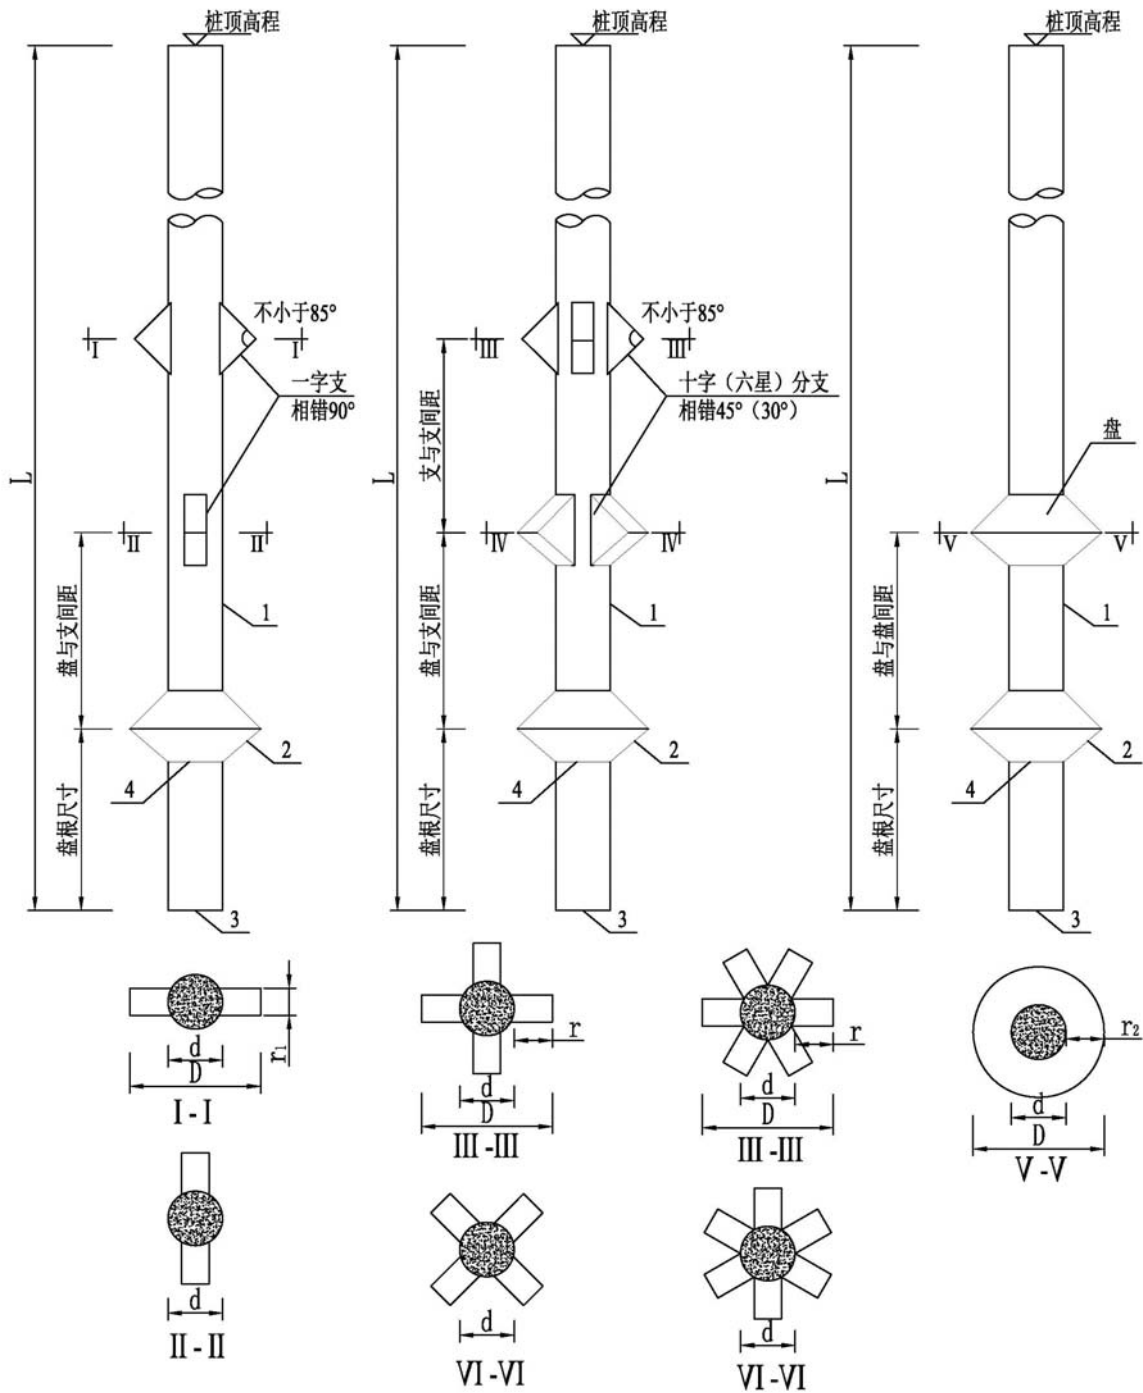 桩顶高程
桩顶高程
桩顶高程
不小于85°
不小于85°
I
I
III
III
一字支
相错90°
十字（六星）分支
相错45°（30°）
支与支间距
盘
L
L
L
II
II
IV
IV
V
V
盘与支间距
盘与支间距
盘与盘间距
1
1
1
2
2
2
4
4
4
盘根尺寸
盘根尺寸
盘根尺寸
3
3
3
d
D
r₁
I-I
d
D
r
III-III
d
D
r
III-III
d
D
r₂
V-V
d
II-II
d
VI-VI
d
VI-VI